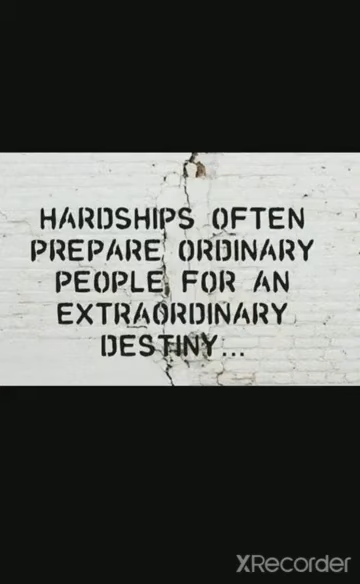 HARDSHIPS OFTEN
PREPARE ORDINARY
PEOPLE FOR AN
EXTRAORDINARY
DESTINY...
XRecorder